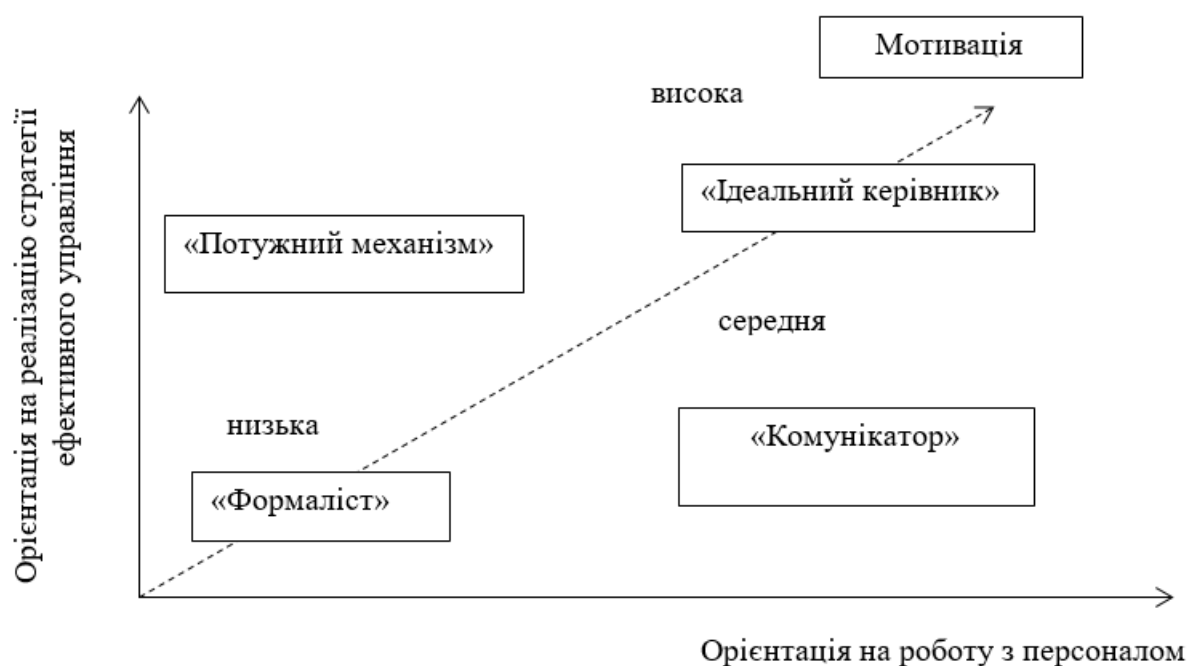 Мотивація
висока
Орієнтація на реалізацію стратегії
ефективного управління
«Ідеальний керівник»
«Потужний механізм»
середня
низька
«Комунікатор»
«Формаліст»
Орієнтація на роботу з персоналом